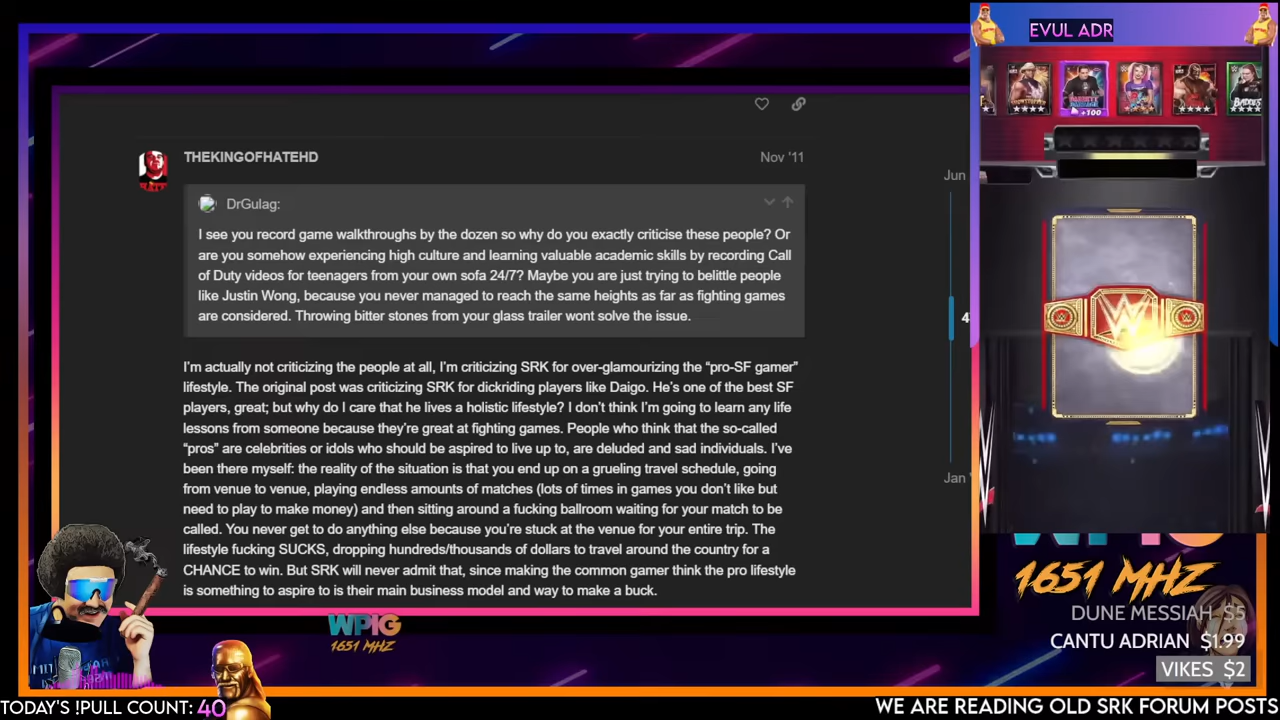 EVUL ADR
THEKINGOFHATEHD
Nov '11
DrGulag:
I see you record game walkthroughs by the dozen so why do you exactly criticise these people? Or
are you somehow experiencing high culture and learning valuable academic skills by recording Call
of Duty videos for teenagers from your own sofa 24/7? Maybe you are just trying to belittle people
like Justin Wong, because you never managed to reach the same heights as far as fighting games
are considered. Throwing bitter stones from your glass trailer wont solve the issue.
I'm actually not criticizing the people at all, I'm criticizing SRK for over-glamourizing the “pro-SF gamer”
lifestyle. The original post was criticizing SRK for dickriding players like Daigo. He's one of the best SF
players, great; but why do I care that he lives a holistic lifestyle? I don't think I'm going to learn any life
lessons from someone because they're great at fighting games. People who think that the so-called
“pros” are celebrities or idols who should be aspired to live up to, are deluded and sad individuals. I've
been there myself: the reality of the situation is that you end up on a grueling travel schedule, going
from venue to venue, playing endless amounts of matches (lots of times in games you don't like but
need to play to make money) and then sitting around a fucking ballroom waiting for your match to be
called. You never get to do anything else because you're stuck at the venue for your entire trip. The
lifestyle fucking SUCKS, dropping hundreds/thousands of dollars to travel around the country for a
CHANCE to win. But SRK will never admit that, since making the common gamer think the pro lifestyle
is something to aspire to is their main business model and way to make a buck.
Jun
4
Jan '
+100
W
WPIG
1651 MHZ
WPIG
1651 MHZ
DUNE MESSIAH $5
CANTU ADRIAN $1.99
VIKES $2
TODAY'S !PULL COUNT: 40
WE ARE READING OLD SRK FORUM POSTS